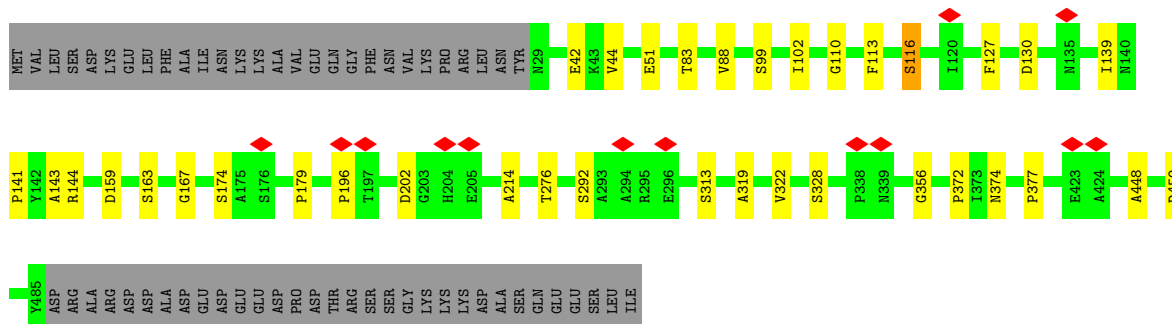 MET VAL LEU SER ASP LYS GLU LEU PHE ALA ILE ASN LYS LYS ALA VAL GLU GLN GLY PHE ASN VAL LYS PRO ARG LEU ASN TYR N29 E42 K43 V44 E51 T83 V88 S99 I102 G110 F113 S116 I120 F127 D130 N135 I139 N140
P141 Y142 A143 R144 D159 S163 G167 S174 A175 S176 P179 P196 T197 D202 G203 H204 E205 A214 T276 S292 A293 A294 R295 E296 S313 A319 V322 S328 P338 N339 G356 P372 I373 N374 P377 E423 A424 A448
Y485 ASP ARG ALA ARG ASP ASP ALA ASP GLU ASP GLU GLU ASP PRO ASP THR ARG SER SER GLY LYS LYS LYS ASP ALA SER GLN GLU GLU SER LEU ILE